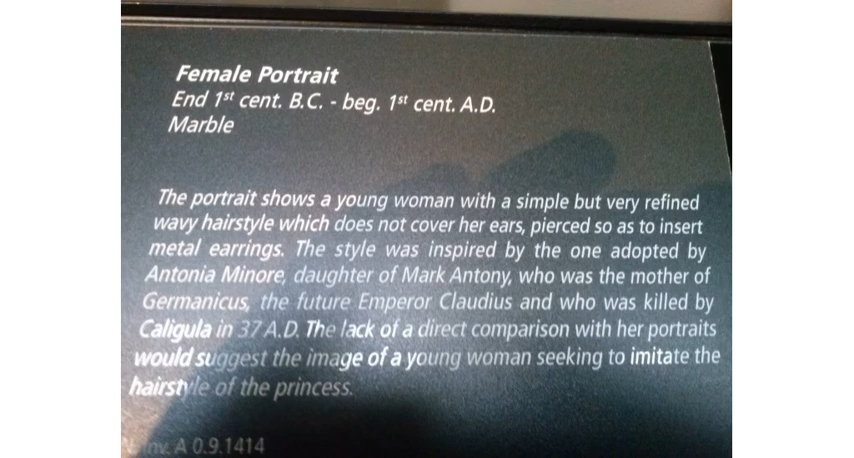 Female Portrait
End 1st cent. B.C. - beg. 1st cent. A.D.
Marble
The portrait shows a young woman with a simple but very refined
wavy hairstyle which does not cover her ears, pierced so as to insert
metal earrings. The style was inspired by the one adopted by
Antonia Minore, daughter of Mark Antony, who was the mother of
Germanicus, the future Emperor Claudius and who was killed by
Caligula in 37 A.D. The lack of a direct comparison with her portraits
would suggest the image of a young woman seeking to imitate the
hairstyle of the princess.
Inv. A 0.9.1414